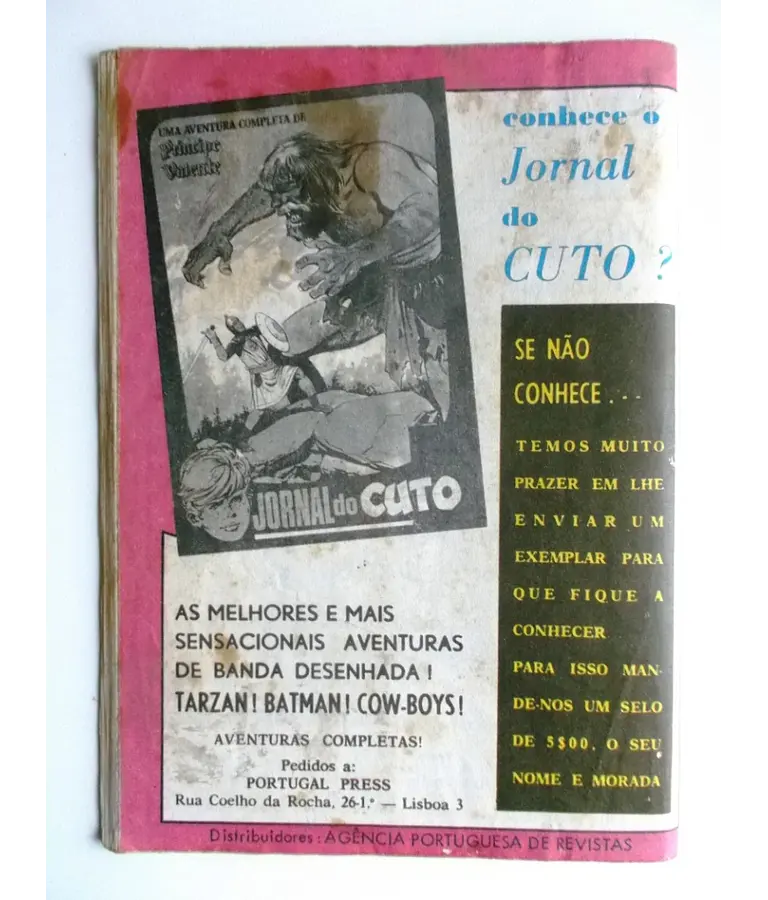 UMA AVENTURA COMPLETA DE
Príncipe
Valente
JORNAL do CUTO
conhece o
Jornal
do
CUTO ?
SE NÃO
CONHECE...
TEMOS MUITO
PRAZER EM LHE
ENVIAR UM
EXEMPLAR PARA
QUE FIQUE A
CONHECER
PARA ISSO MAN-
DE-NOS UM SELO
DE 5$00, O SEU
NOME E MORADA
AS MELHORES E MAIS
SENSACIONAIS AVENTURAS
DE BANDA DESENHADA!
TARZAN! BATMAN! COW-BOYS!
AVENTURAS COMPLETAS!
Pedidos a:
PORTUGAL PRESS
Rua Coelho da Rocha, 26-1.º — Lisboa 3
Distribuidores: AGÊNCIA PORTUGUESA DE REVISTAS